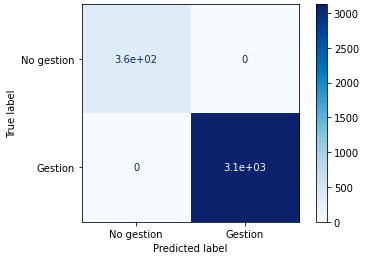 No gestion
Gestion
True label
3.6e+02
0
0
3.1e+03
No gestion
Gestion
Predicted label
3000
2500
2000
1500
1000
500
0